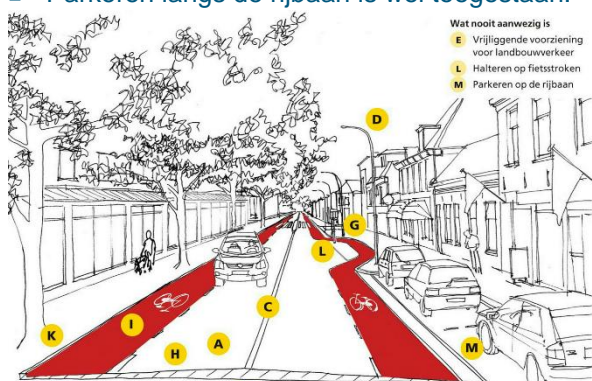 Parkeren langs de rijbaan is wel toegestaan.
Wat nooit aanwezig is
E Vrijliggende voorziening
voor landbouwverkeer
L Halteren op fietsstroken
M Parkeren op de rijbaan
D
G
L
C
K
I
A
H
M